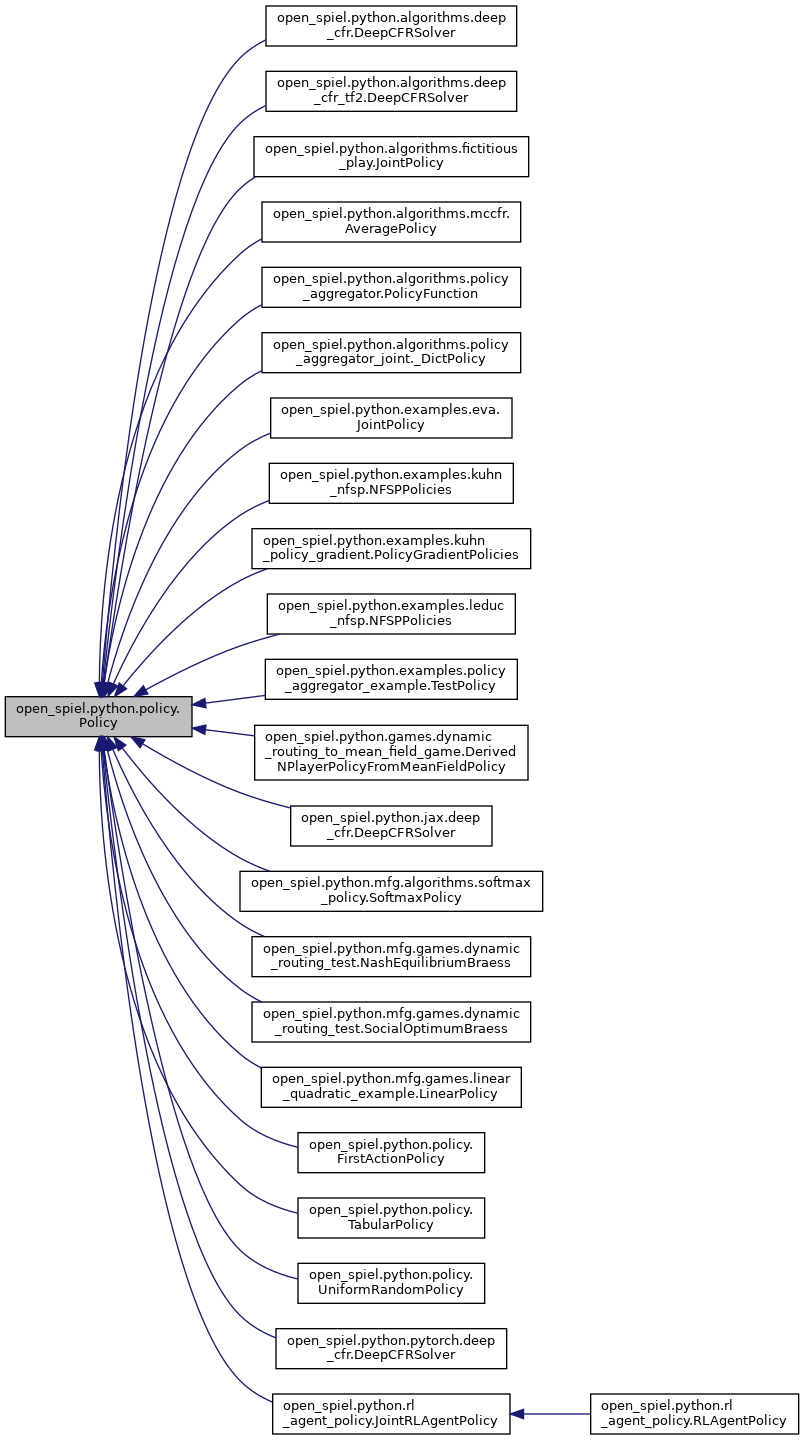 open_spiel.python.algorithms.deep
_cfr.DeepCFRSolver
open_spiel.python.algorithms.deep
_cfr_tf2.DeepCFRSolver
open_spiel.python.algorithms.fictitious
_play.JointPolicy
open_spiel.python.algorithms.mccfr.
AveragePolicy
open_spiel.python.algorithms.policy
_aggregator.PolicyFunction
open_spiel.python.algorithms.policy
_aggregator_joint._DictPolicy
open_spiel.python.examples.eva.
JointPolicy
open_spiel.python.examples.kuhn
_nfsp.NFSPPolicies
open_spiel.python.examples.kuhn
_policy_gradient.PolicyGradientPolicies
open_spiel.python.examples.leduc
_nfsp.NFSPPolicies
open_spiel.python.examples.policy
_aggregator_example.TestPolicy
open_spiel.python.policy.
Policy
open_spiel.python.games.dynamic
_routing_to_mean_field_game.Derived
NPlayerPolicyFromMeanFieldPolicy
open_spiel.python.jax.deep
_cfr.DeepCFRSolver
open_spiel.python.mfg.algorithms.softmax
_policy.SoftmaxPolicy
open_spiel.python.mfg.games.dynamic
_routing_test.NashEquilibriumBraess
open_spiel.python.mfg.games.dynamic
_routing_test.SocialOptimumBraess
open_spiel.python.mfg.games.linear
_quadratic_example.LinearPolicy
open_spiel.python.policy.
FirstActionPolicy
open_spiel.python.policy.
TabularPolicy
open_spiel.python.policy.
UniformRandomPolicy
open_spiel.python.pytorch.deep
_cfr.DeepCFRSolver
open_spiel.python.rl
_agent_policy.JointRLAgentPolicy
open_spiel.python.rl
_agent_policy.RLAgentPolicy